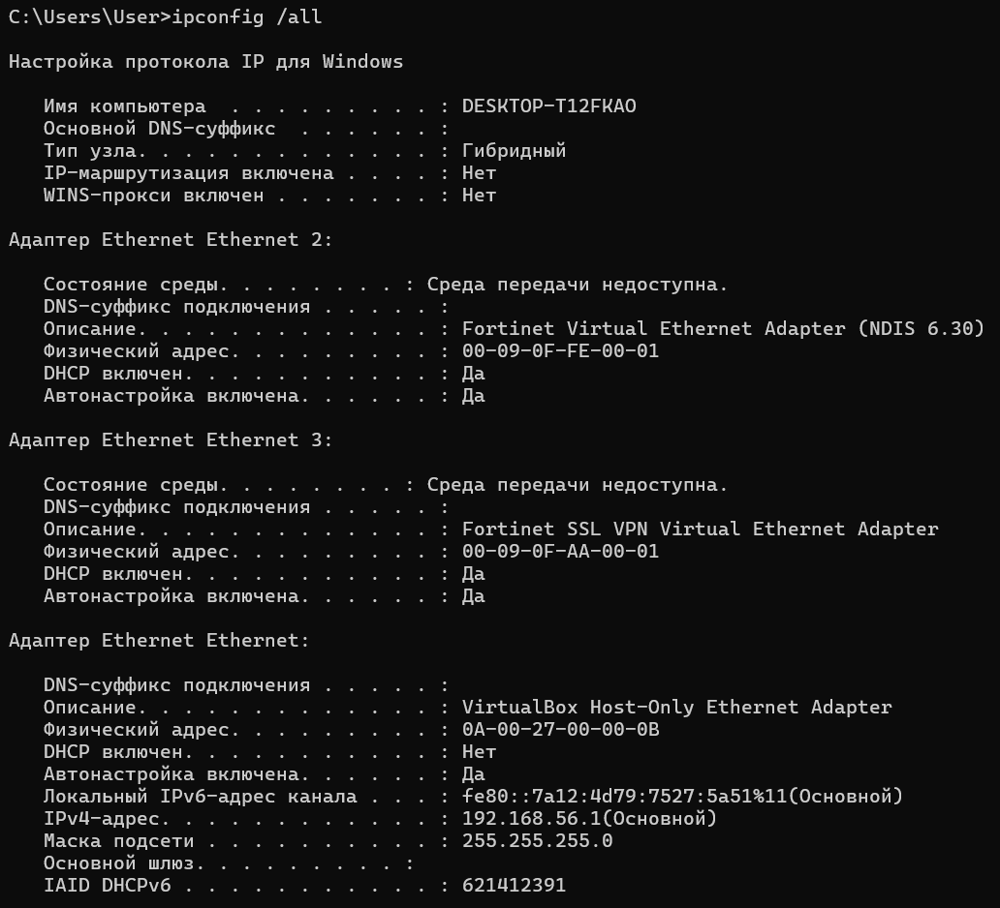 C:\Users\User>ipconfig /all
Настройка протокола IP для Windows
Имя компьютера  . . . . . . . . . : DESKTOP-T12FKAO
Основной DNS-суффикс  . . . . . . :
Тип узла. . . . . . . . . . . . . : Гибридный
IP-маршрутизация включена . . . . : Нет
WINS-прокси включен . . . . . . . : Нет
Адаптер Ethernet Ethernet 2:
Состояние среды. . . . . . . . : Среда передачи недоступна.
DNS-суффикс подключения . . . . . :
Описание. . . . . . . . . . . . . : Fortinet Virtual Ethernet Adapter (NDIS 6.30)
Физический адрес. . . . . . . . . : 00-09-0F-FE-00-01
DHCP включен. . . . . . . . . . . : Да
Автонастройка включена. . . . . . : Да
Адаптер Ethernet Ethernet 3:
Состояние среды. . . . . . . . : Среда передачи недоступна.
DNS-суффикс подключения . . . . . :
Описание. . . . . . . . . . . . . : Fortinet SSL VPN Virtual Ethernet Adapter
Физический адрес. . . . . . . . . : 00-09-0F-AA-00-01
DHCP включен. . . . . . . . . . . : Да
Автонастройка включена. . . . . . : Да
Адаптер Ethernet Ethernet:
DNS-суффикс подключения . . . . . :
Описание. . . . . . . . . . . . . : VirtualBox Host-Only Ethernet Adapter
Физический адрес. . . . . . . . . : 0A-00-27-00-00-0B
DHCP включен. . . . . . . . . . . : Нет
Автонастройка включена. . . . . . : Да
Локальный IPv6-адрес канала . . . : fe80::7a12:4d79:7527:5a51%11(Основной)
IPv4-адрес. . . . . . . . . . . . : 192.168.56.1(Основной)
Маска подсети . . . . . . . . . . : 255.255.255.0
Основной шлюз. . . . . . . . . :
IAID DHCPv6 . . . . . . . . . . . : 621412391